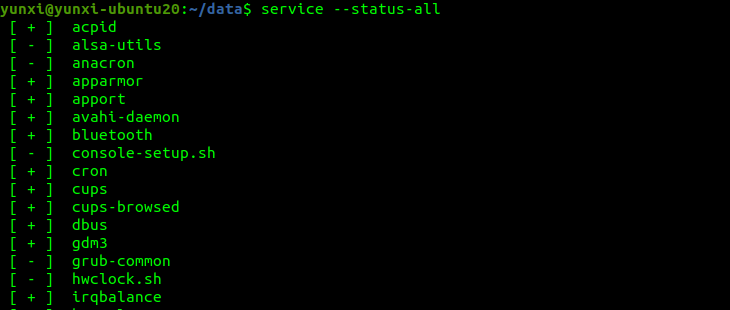 yunxi@yunxi-ubuntu20:~/data$ service --status-all
[ + ] acpid
[ - ] alsa-utils
[ - ] anacron
[ + ] apparmor
[ + ] apport
[ + ] avahi-daemon
[ + ] bluetooth
[ - ] console-setup.sh
[ + ] cron
[ + ] cups
[ + ] cups-browsed
[ + ] dbus
[ + ] gdm3
[ - ] grub-common
[ - ] hwclock.sh
[ + ] irqbalance